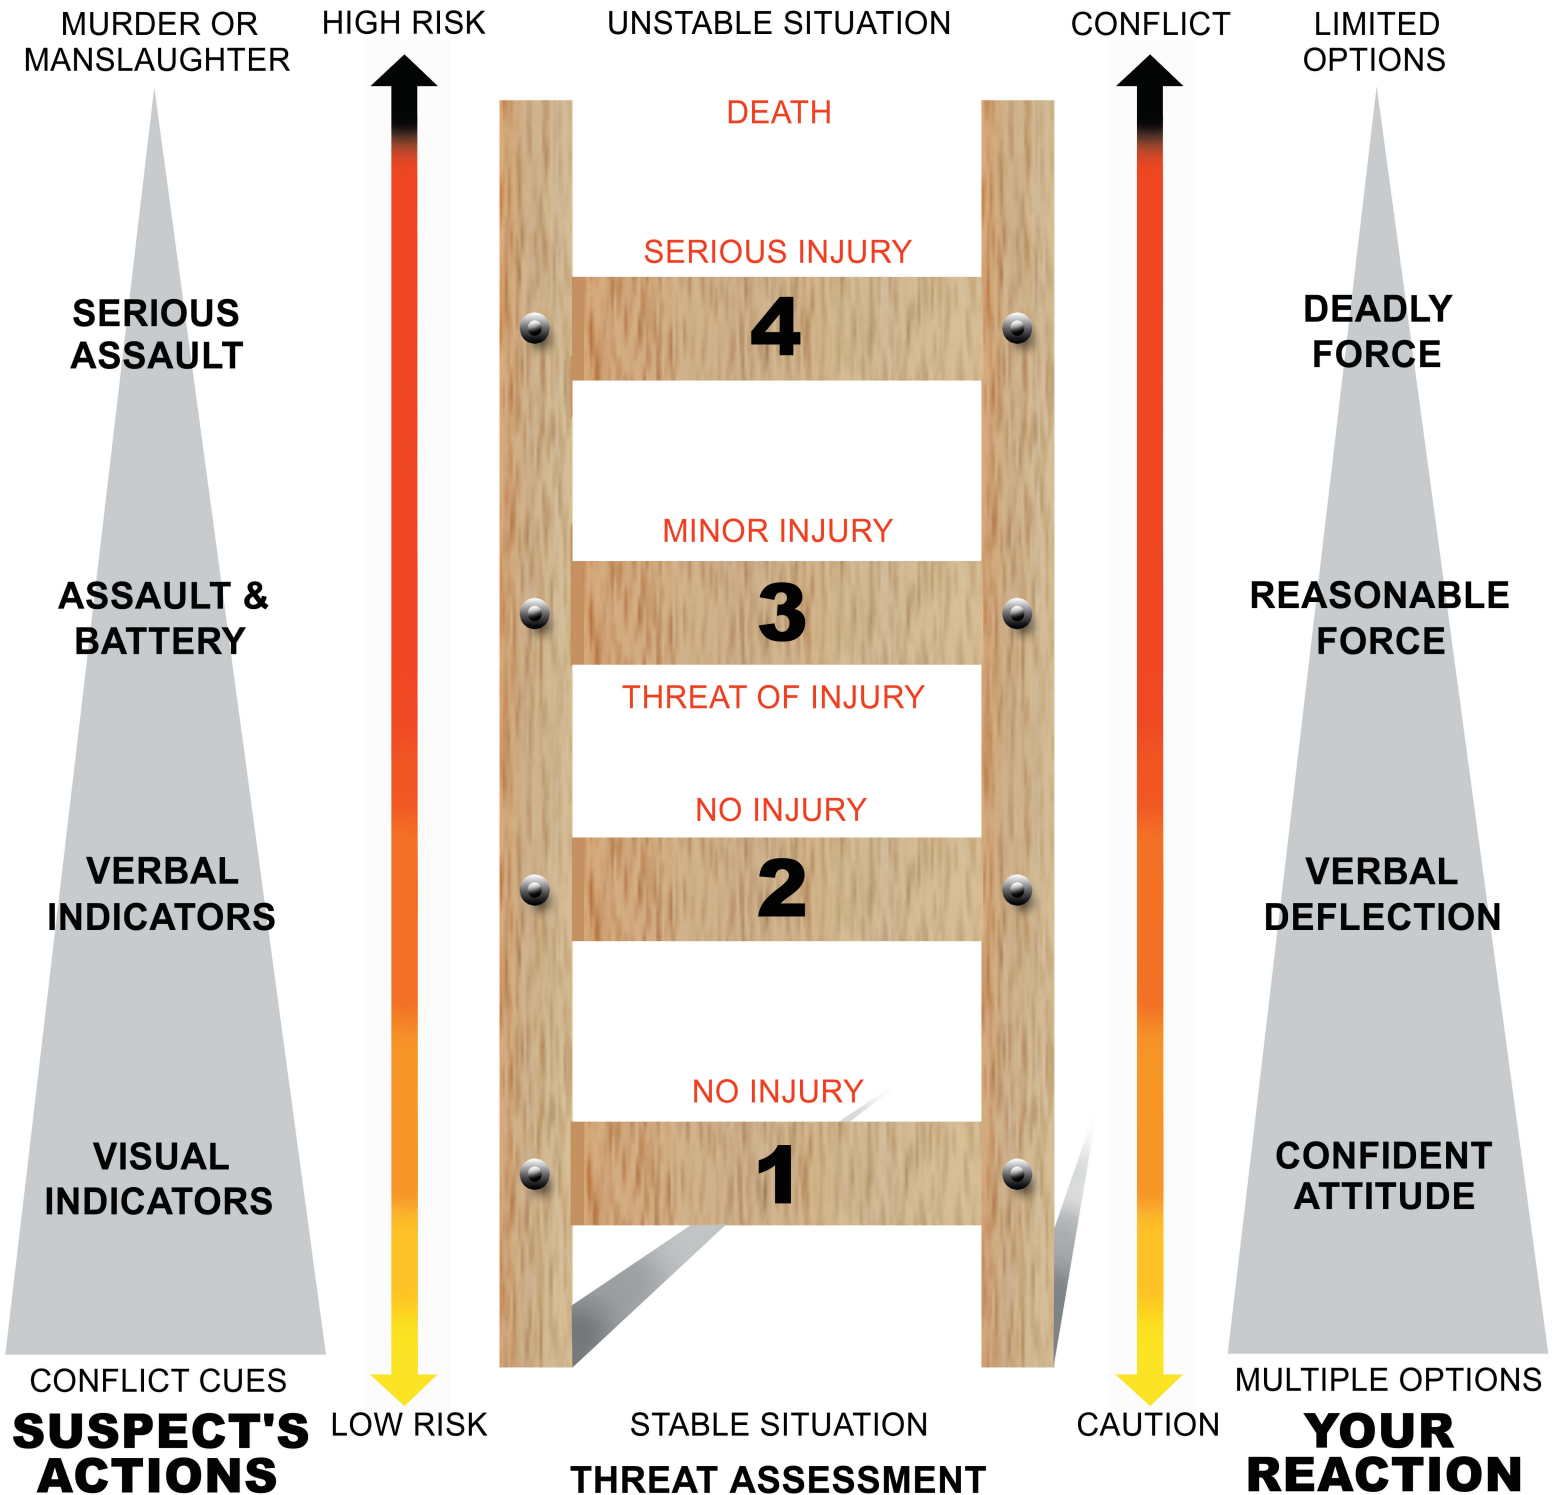 MURDER OR
MANSLAUGHTER
HIGH RISK
UNSTABLE SITUATION
CONFLICT
LIMITED
OPTIONS
DEATH
SERIOUS INJURY
SERIOUS
ASSAULT
4
DEADLY
FORCE
MINOR INJURY
ASSAULT &
BATTERY
3
REASONABLE
FORCE
THREAT OF INJURY
NO INJURY
VERBAL
INDICATORS
2
VERBAL
DEFLECTION
NO INJURY
VISUAL
INDICATORS
1
CONFIDENT
ATTITUDE
CONFLICT CUES
SUSPECT'S
ACTIONS
LOW RISK
STABLE SITUATION
THREAT ASSESSMENT
CAUTION
MULTIPLE OPTIONS
YOUR
REACTION